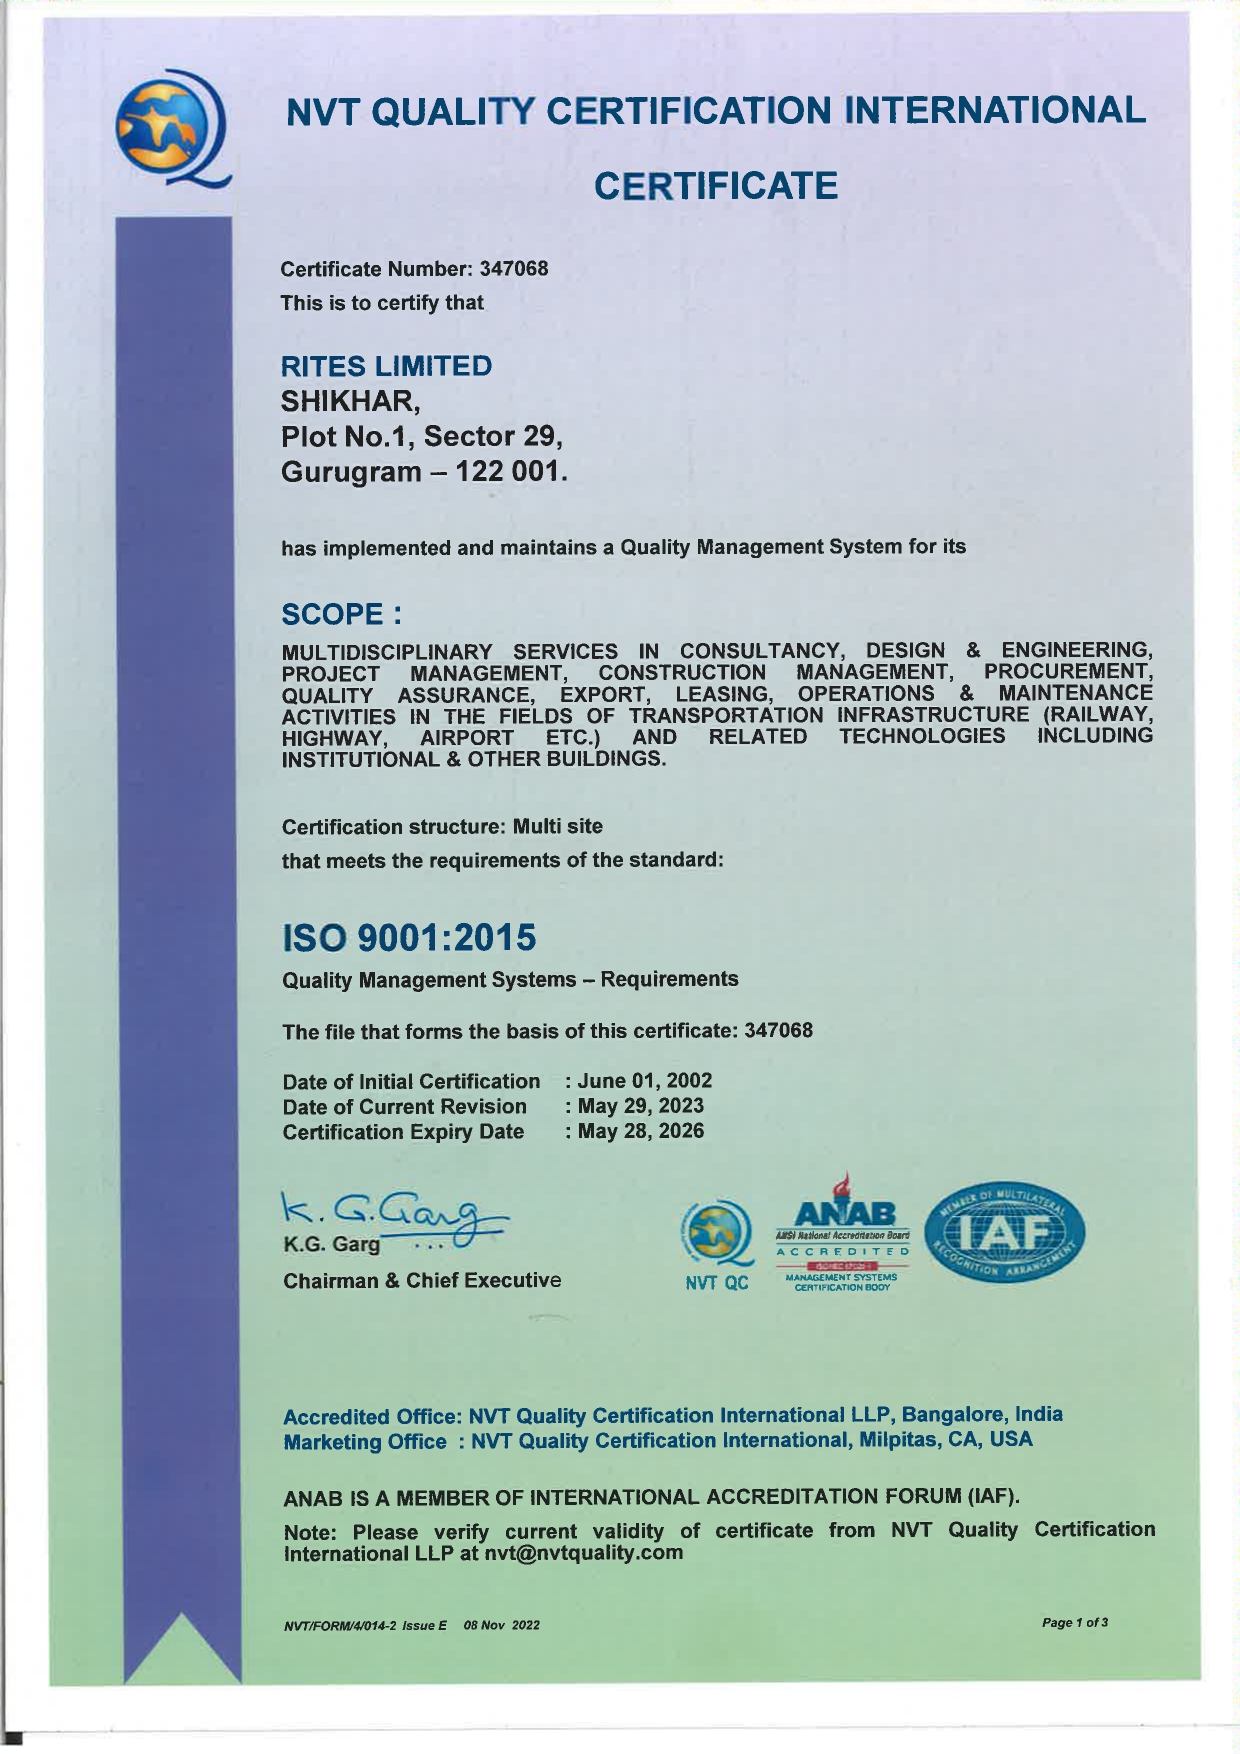 NVT QUALITY CERTIFICATION INTERNATIONAL
CERTIFICATE
Certificate Number: 347068
This is to certify that
RITES LIMITED
SHIKHAR,
Plot No.1, Sector 29,
Gurugram – 122 001.
has implemented and maintains a Quality Management System for its
SCOPE :
MULTIDISCIPLINARY SERVICES IN CONSULTANCY, DESIGN & ENGINEERING,
PROJECT MANAGEMENT, CONSTRUCTION MANAGEMENT, PROCUREMENT,
QUALITY ASSURANCE, EXPORT, LEASING, OPERATIONS & MAINTENANCE
ACTIVITIES IN THE FIELDS OF TRANSPORTATION INFRASTRUCTURE (RAILWAY,
HIGHWAY, AIRPORT ETC.) AND RELATED TECHNOLOGIES INCLUDING
INSTITUTIONAL & OTHER BUILDINGS.
Certification structure: Multi site
that meets the requirements of the standard:
ISO 9001:2015
Quality Management Systems – Requirements
The file that forms the basis of this certificate: 347068
Date of Initial Certification : June 01, 2002
Date of Current Revision : May 29, 2023
Certification Expiry Date : May 28, 2026
K. G. Garg
K.G. Garg
Chairman & Chief Executive
NVT QC
ANAB
ANSI National Accreditation Board
ACCREDITED
MANAGEMENT SYSTEMS
CERTIFICATION BODY
MEMBER OF MULTILATERAL
IAF
RECOGNITION ARRANGEMENT
Accredited Office: NVT Quality Certification International LLP, Bangalore, India
Marketing Office : NVT Quality Certification International, Milpitas, CA, USA
ANAB IS A MEMBER OF INTERNATIONAL ACCREDITATION FORUM (IAF).
Note: Please verify current validity of certificate from NVT Quality Certification
International LLP at nvt@nvtquality.com
NVT/FORM/4/014-2 Issue E 08 Nov 2022
Page 1 of 3